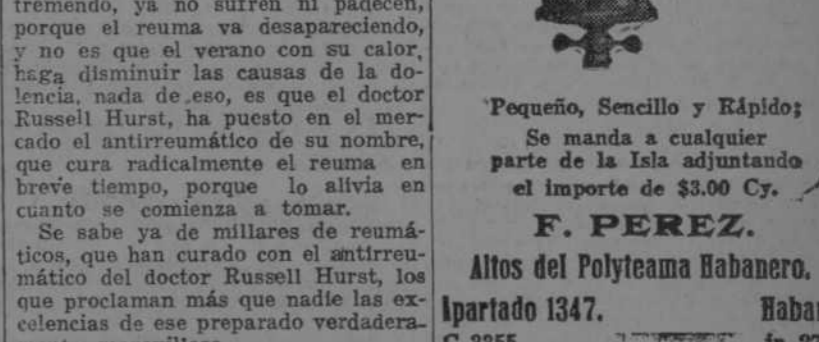 tremendo, ya no sufren ni padecen,
porque el reuma va desapareciendo,
y no es que el verano con su calor,
haga disminuir las causas de la do-
lencia, nada de eso, es que el doctor
Russell Hurst, ha puesto en el mer-
cado el antirreumático de su nombre,
que cura radicalmente el reuma en
breve tiempo, porque lo alivia en
cuanto se comienza a tomar.
Se sabe ya de millares de reumá-
ticos, que han curado con el antirreu-
mático del doctor Russell Hurst, los
que proclaman más que nadie las ex-
celencias de ese preparado verdadera-
Pequeño, Sencillo y Rápido;
Se manda a cualquier
parte de la Isla adjuntando
el importe de $3.00 Cy.
F. PEREZ.
Altos del Polyteama Habanero.
Apartado 1347. Haba